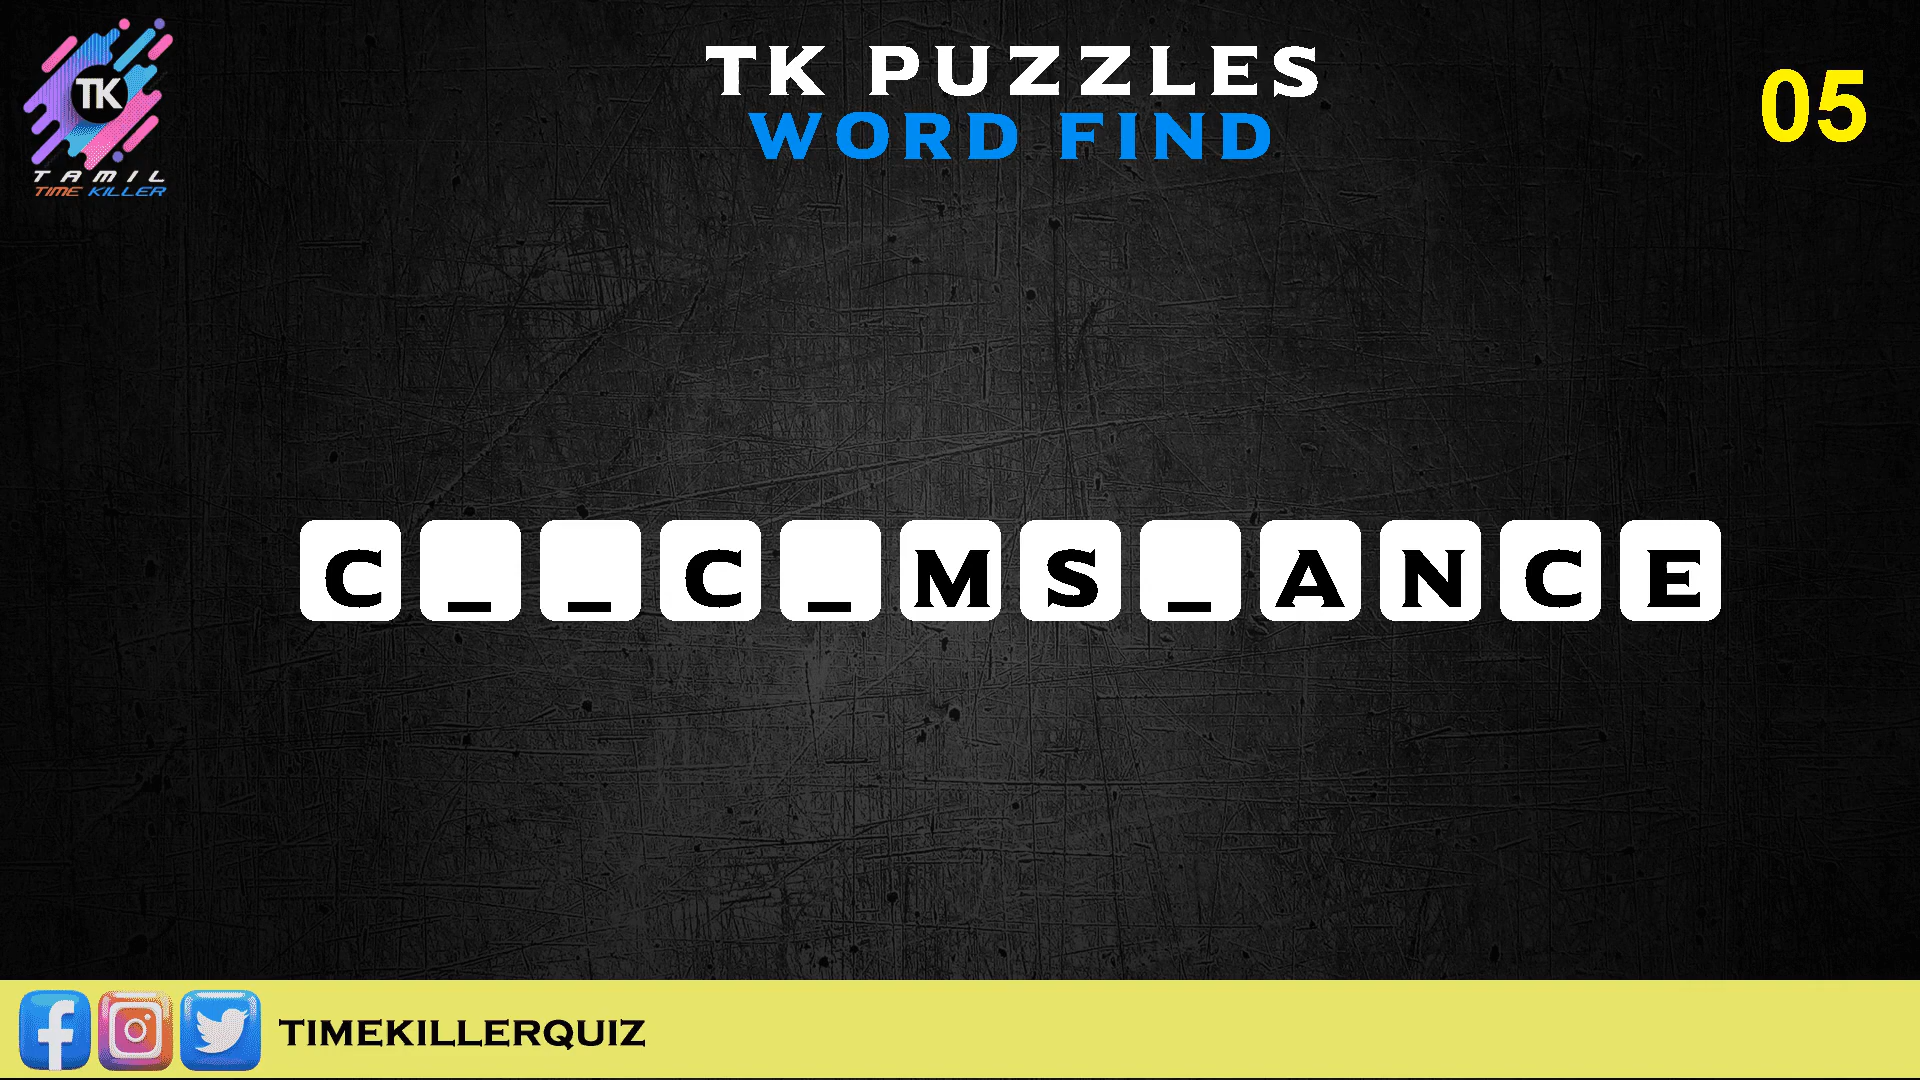 TK
TAMIL
TIME KILLER
TK PUZZLES
WORD FIND
05
C _ _ C _ M S _ A N C E
TIMEKILLERQUIZ